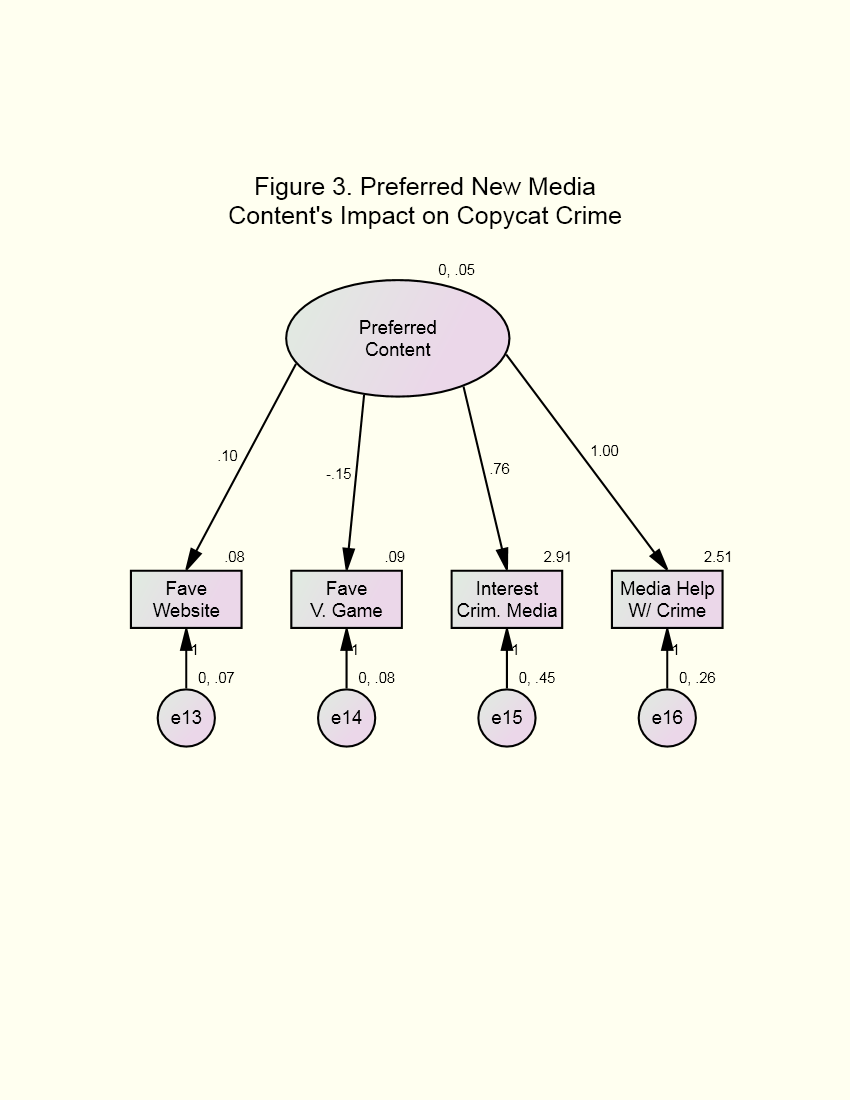 Figure 3. Preferred New Media
Content's Impact on Copycat Crime
0, .05
Preferred
Content
.10
-.15
.76
1.00
.08
.09
2.91
2.51
Fave
Website
Fave
V. Game
Interest
Crim. Media
Media Help
W/ Crime
1
1
1
1
0, .07
0, .08
0, .45
0, .26
e13
e14
e15
e16